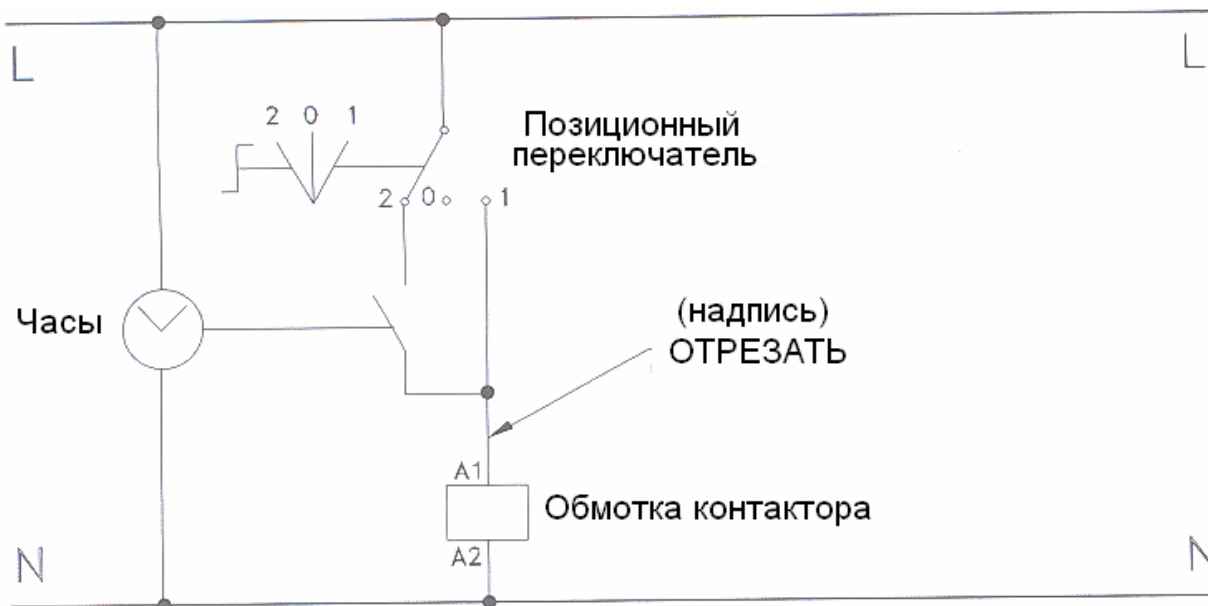 L
L
2 0 1
Позиционный
переключатель
2 0 1
Часы
(надпись)
ОТРЕЗАТЬ
A1
Обмотка контактора
A2
N
N